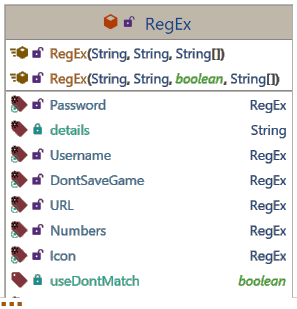 RegEx
RegEx(String, String, String[])
RegEx(String, String, boolean, String[])
Password RegEx
details String
Username RegEx
DontSaveGame RegEx
URL RegEx
Numbers RegEx
Icon RegEx
useDontMatch boolean